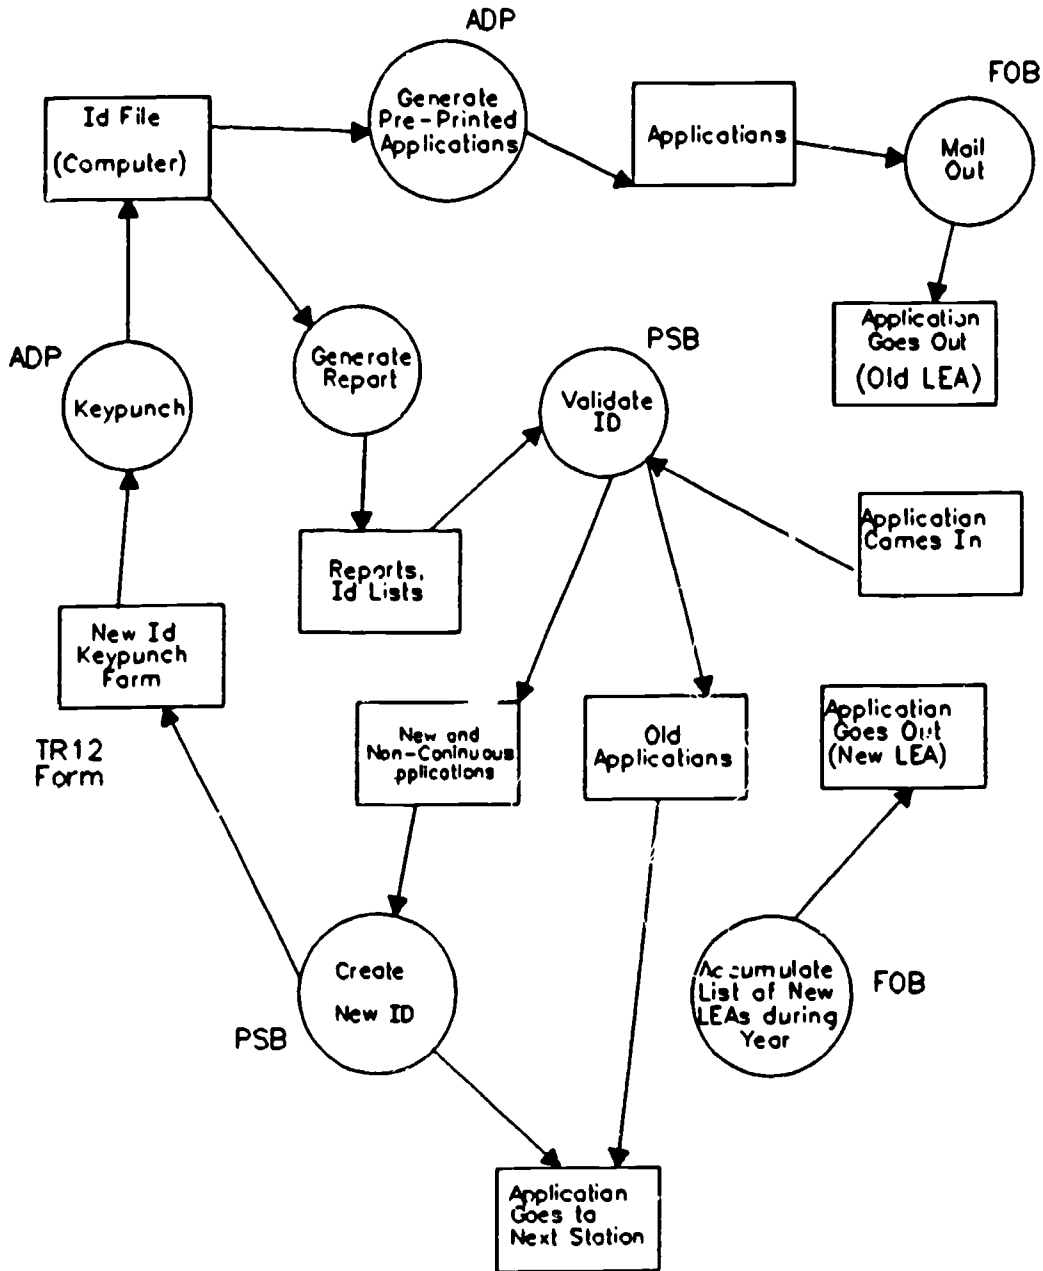 ADP
FOB
Id File
(Computer)
Generate
Pre-Printed
Applications
Applications
Mail
Out
Application
Goes Out
(Old LEA)
PSB
ADP
Generate
Report
Keypunch
Validate
ID
Application
Cames In
Reports,
Id Lists
New Id
Keypunch
Farm
TR12
Form
New and
Non-Continuous
pplications
Old
Applications
Application
Goes Out
(New LEA)
Create
New ID
PSB
Accumulate
List of New
LEAs during
Year
FOB
Application
Goes to
Next Station